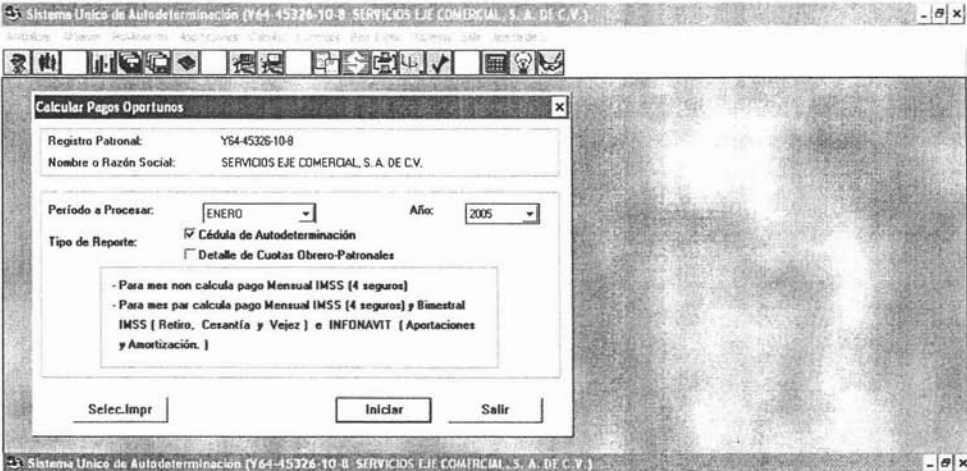 Sistema Unico de Autodeterminación (Y64-45326-10-8 SERVICIOS EJE COMERCIAL, S. A. DE C.V.)
Calcular Pagos Oportunos
Registro Patronal: Y64-45326-10-8
Nombre o Razón Social: SERVICIOS EJE COMERCIAL, S. A. DE C.V.
Período a Procesar: ENERO Año: 2005
Tipo de Reporte: Cédula de Autodeterminación
Detalle de Cuotas Obrero-Patronales
- Para mes non calcula pago Mensual IMSS (4 seguros)
- Para mes par calcula pago Mensual IMSS (4 seguros) y Bimestral
IMSS ( Retiro, Cesantía y Vejez ) e INFONAVIT ( Aportaciones
y Amortización. )
Selec.Impr Iniciar Salir
Sistema Unico de Autodeterminación (Y64-45326-10-8 SERVICIOS EJE COMERCIAL, S. A. DE C.V.)